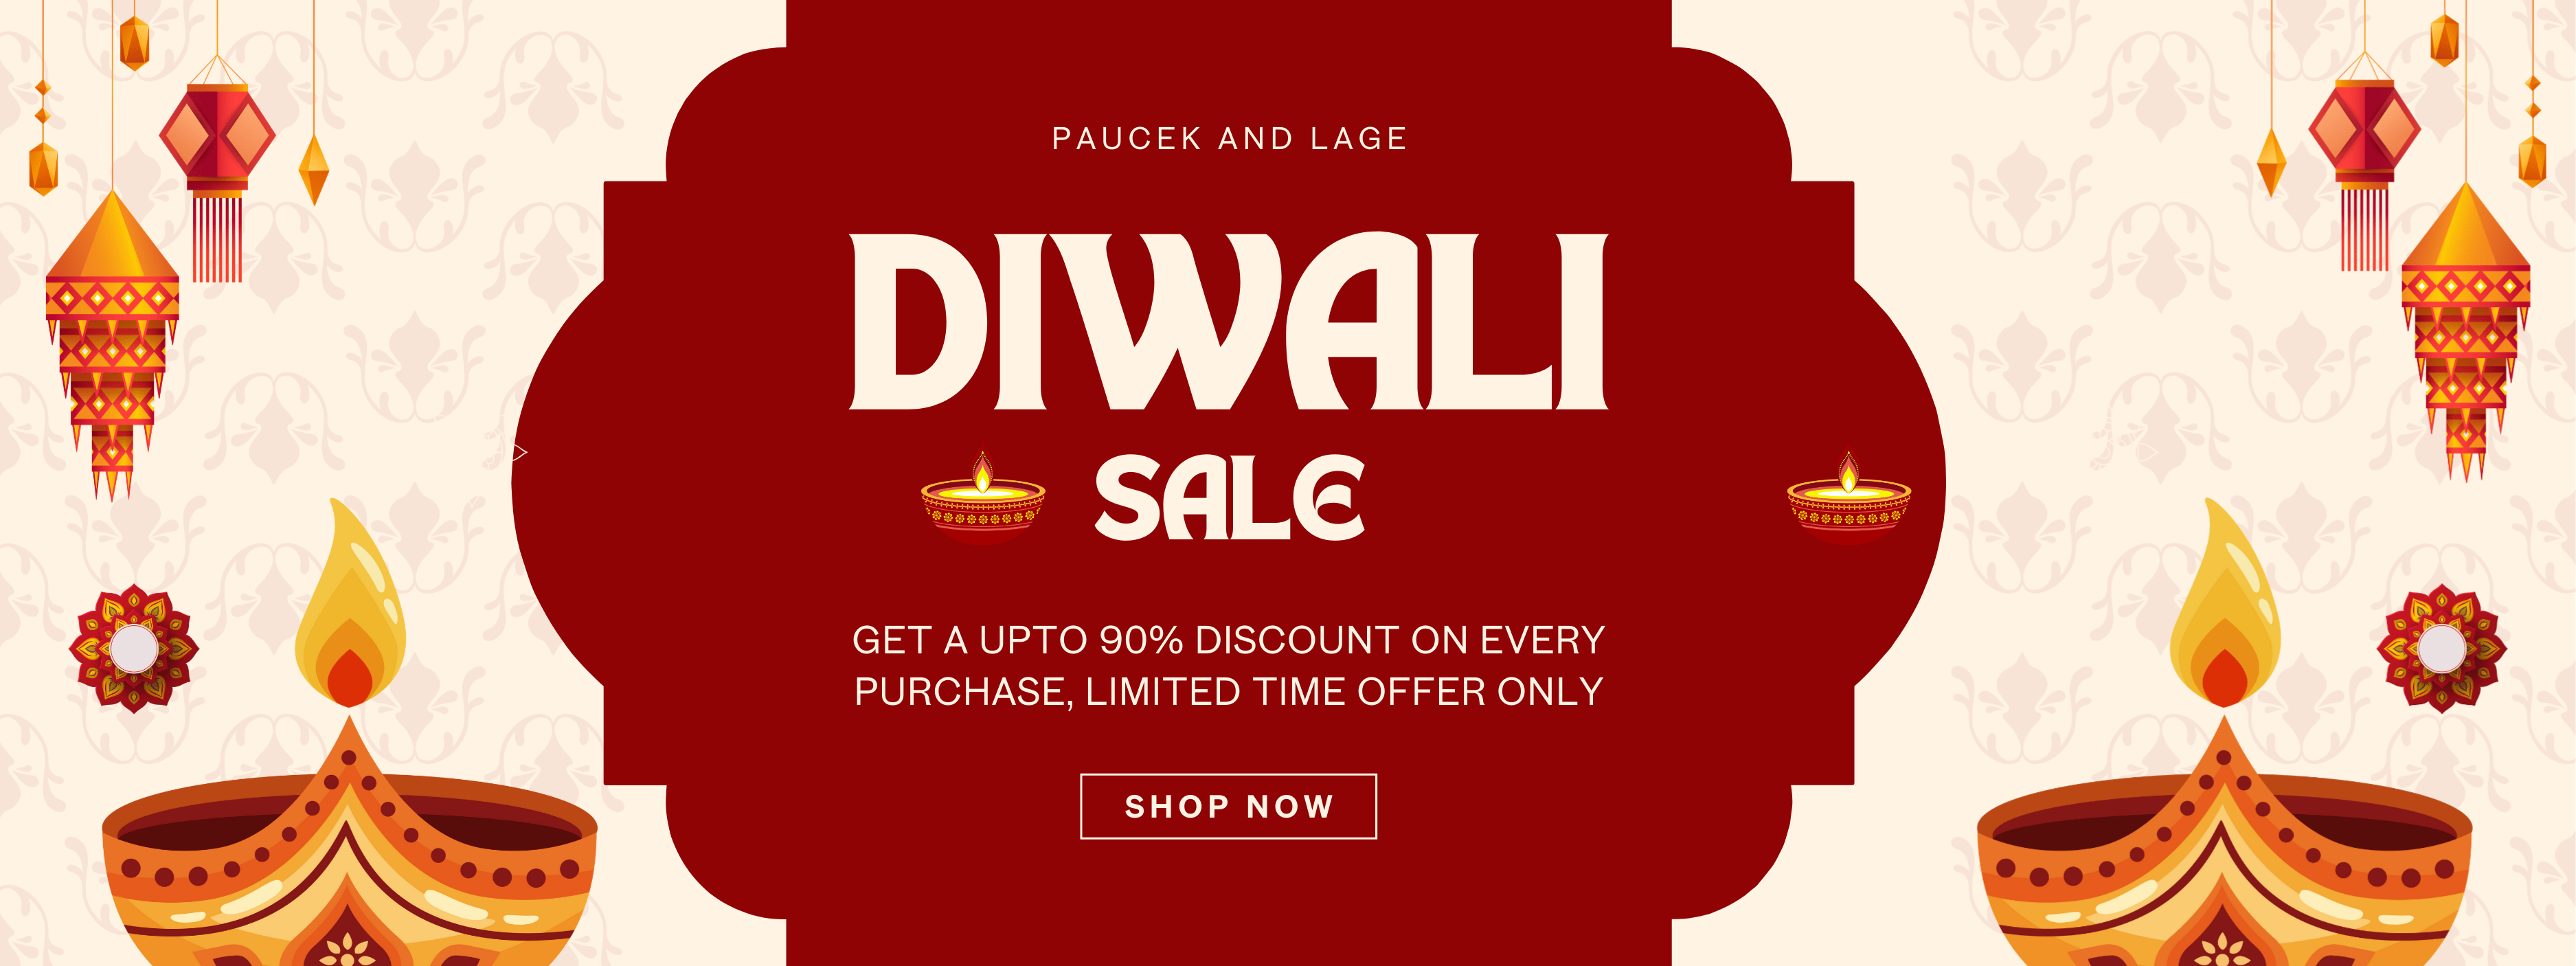 PAUCEK AND LAGE
DIWALI
SALE
GET A UPTO 90% DISCOUNT ON EVERY
PURCHASE, LIMITED TIME OFFER ONLY
SHOP NOW